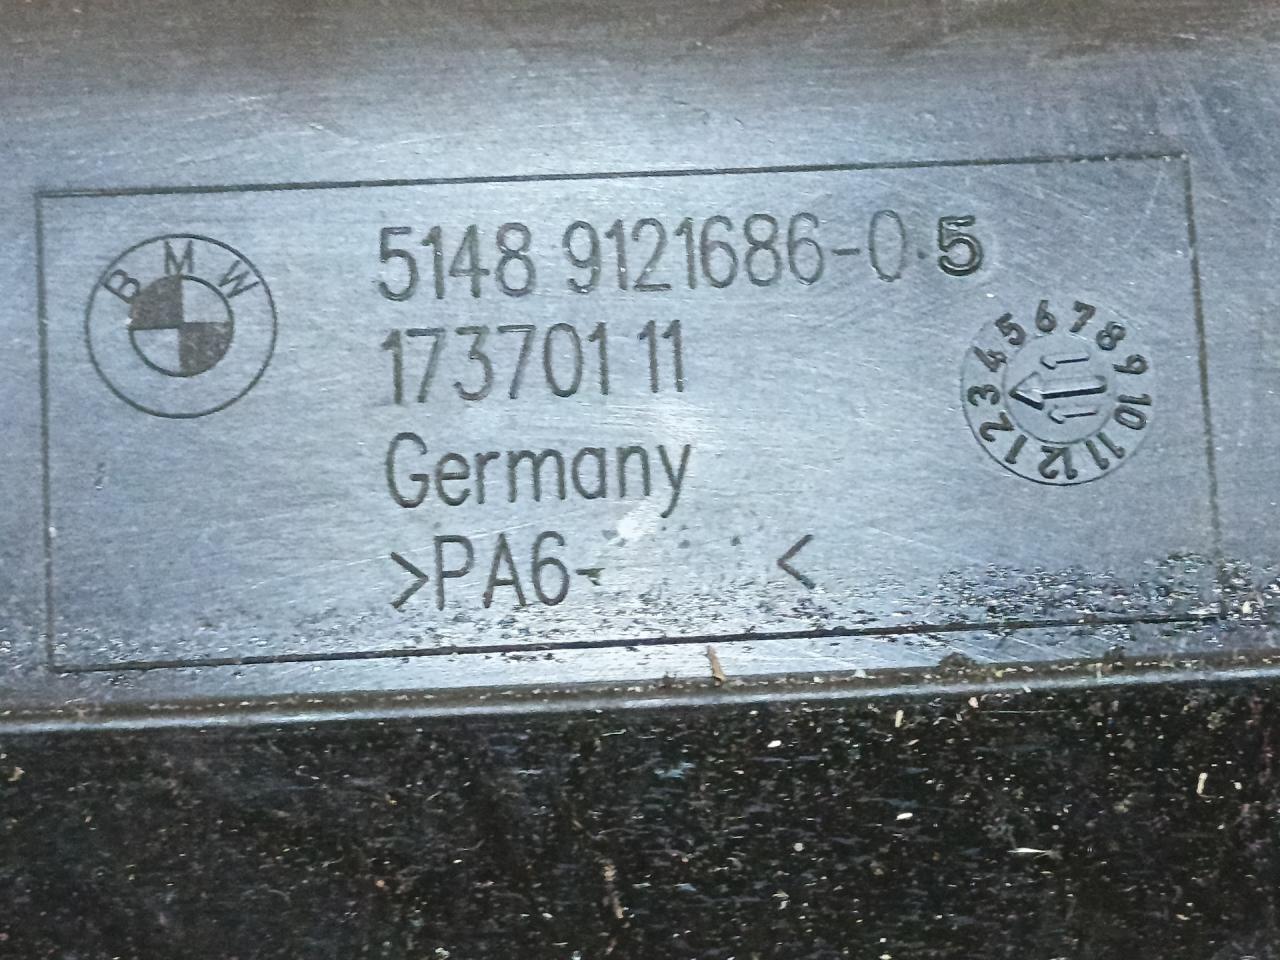 BMW
5148 9121686-0.5
1737011 11
Germany
>PA6-      <
1 2 3 4 5 6 7 8 9 10 11 12